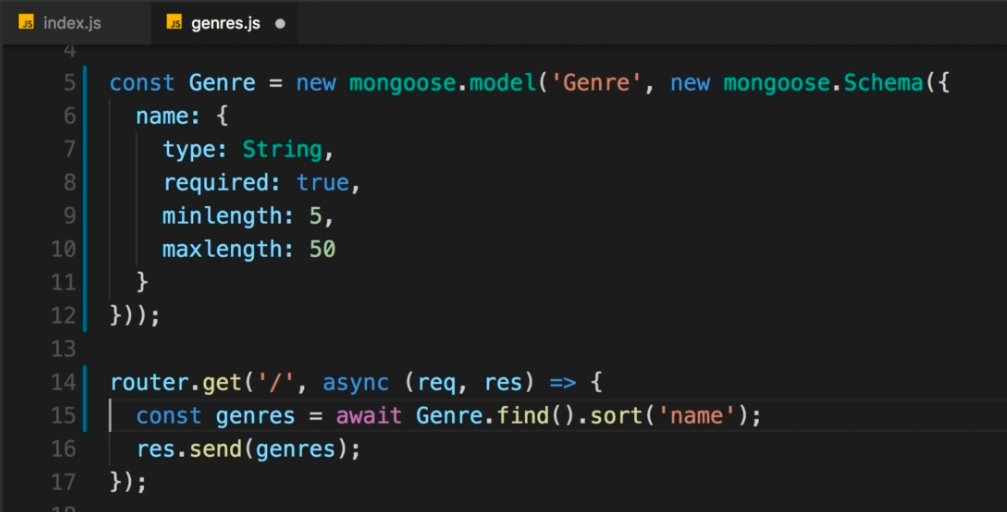 JS index.js JS genres.js
4
5 const Genre = new mongoose.model('Genre', new mongoose.Schema({
6 name: {
7 type: String,
8 required: true,
9 minlength: 5,
10 maxlength: 50
11 }
12 }));
13
14 router.get('/', async (req, res) => {
15 const genres = await Genre.find().sort('name');
16 res.send(genres);
17 });
18